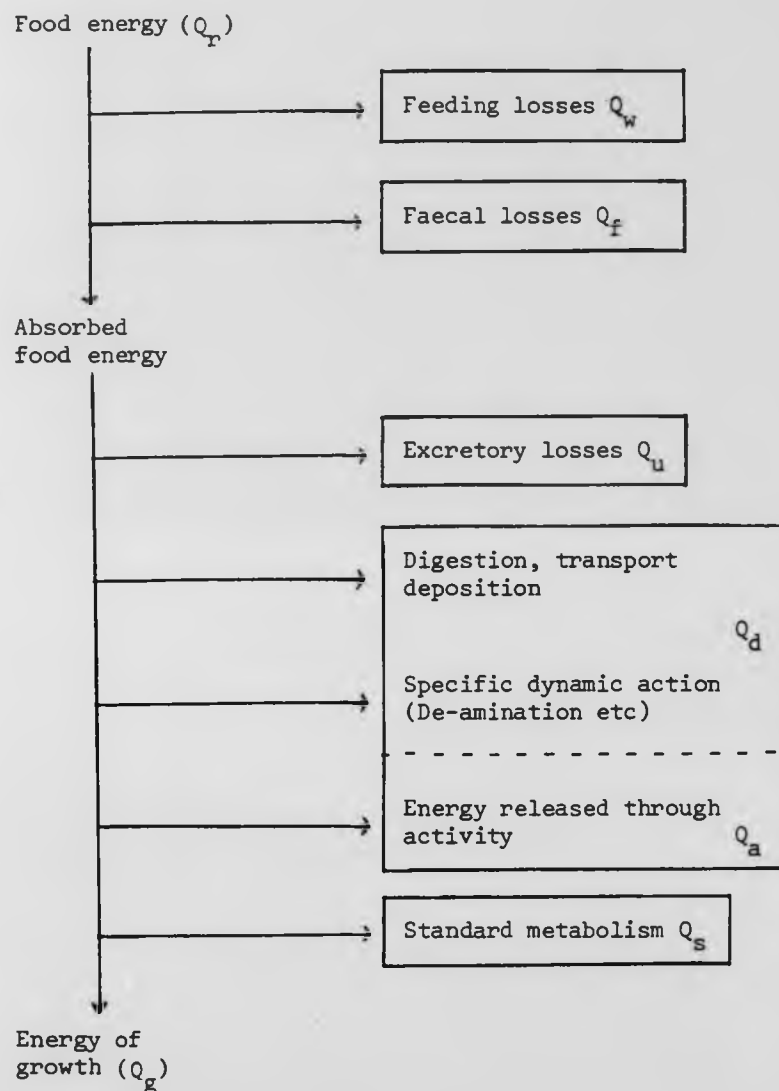 Food energy (Q_r)
Feeding losses Q_w
Faecal losses Q_f
Absorbed
food energy
Excretory losses Q_u
Digestion, transport
deposition
Q_d
Specific dynamic action
(De-amination etc)
Energy released through
activity Q_a
Standard metabolism Q_s
Energy of
growth (Q_g)